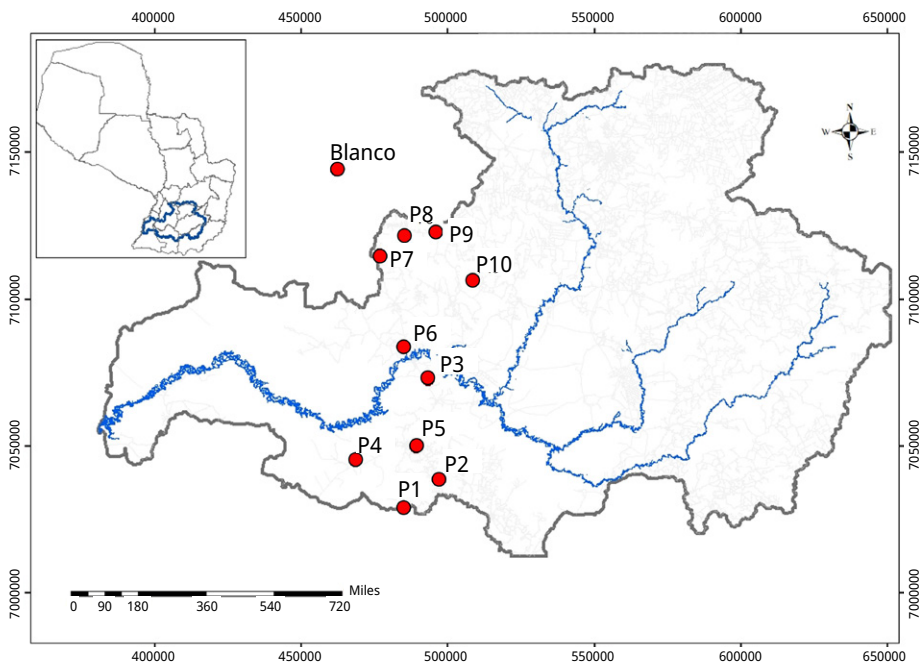 400000 450000 500000 550000 600000 650000
N
W E
S
7150000 7150000
Blanco
P8
P9
P7
P10
7100000 7100000
P6
P3
P5
P4
P2
7050000 7050000
P1
Miles
0 90 180 360 540 720
7000000 7000000
400000 450000 500000 550000 600000 650000